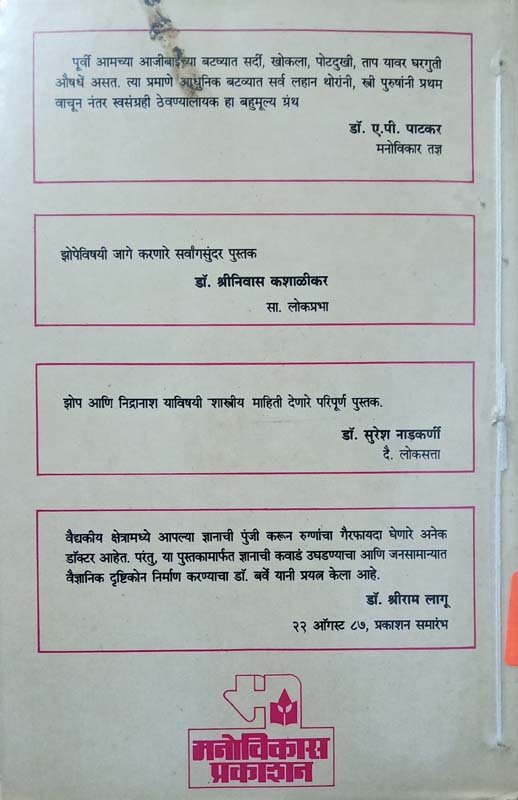 पूर्वी आमच्या आजीबाईच्या बटव्यात सर्दी, खोकला, पोटदुखी, ताप यावर घरगुती
औषधें असत. त्या प्रमाणे आधुनिक बटव्यात सर्व लहान थोरांनी, स्त्री पुरुषांनी प्रथम
वाचून नंतर स्वसंग्रही ठेवण्यालायक हा बहुमूल्य ग्रंथ
डॉ. ए.पी. पाटकर
मनोविकार तज्ञ
झोपेविषयी जागे करणारे सर्वांगसुंदर पुस्तक
डॉ. श्रीनिवास कशाळीकर
सा. लोकप्रभा
झोप आणि निद्रानाश याविषयी शास्त्रीय माहिती देणारे परिपूर्ण पुस्तक.
डॉ. सुरेश नाडकर्णी
दै. लोकसत्ता
वैद्यकीय क्षेत्रामध्ये आपल्या ज्ञानाची पुंजी करून रुग्णांचा गैरफायदा घेणारे अनेक
डॉक्टर आहेत. परंतु, या पुस्तकामार्फत ज्ञानाची कवाडं उघडण्याचा आणि जनसामान्यात
वैज्ञानिक दृष्टिकोन निर्माण करण्याचा डॉ. बर्वे यानी प्रयत्न केला आहे.
डॉ. श्रीराम लागू
२२ ऑगस्ट ८७, प्रकाशन समारंभ
मनोविकास
प्रकाशन